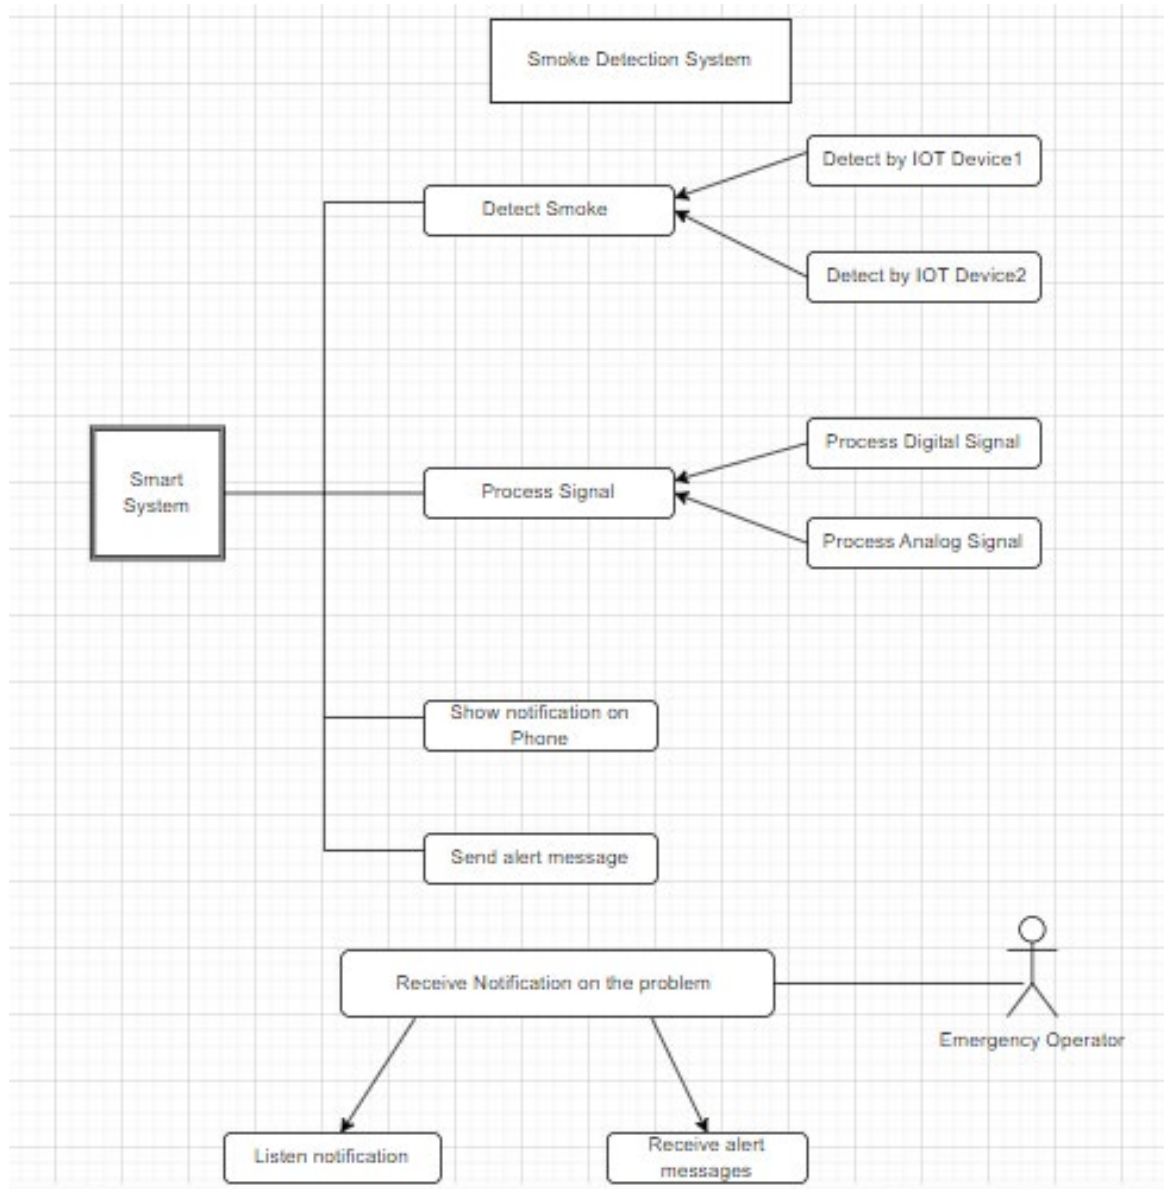 Smoke Detection System
Detect by IOT Device1
Detect Smoke
Detect by IOT Device2
Process Digital Signal
Smart
System
Process Signal
Process Analog Signal
Show notification on
Phone
Send alert message
Receive Notification on the problem
Emergency Operator
Listen notification
Receive alert
messages